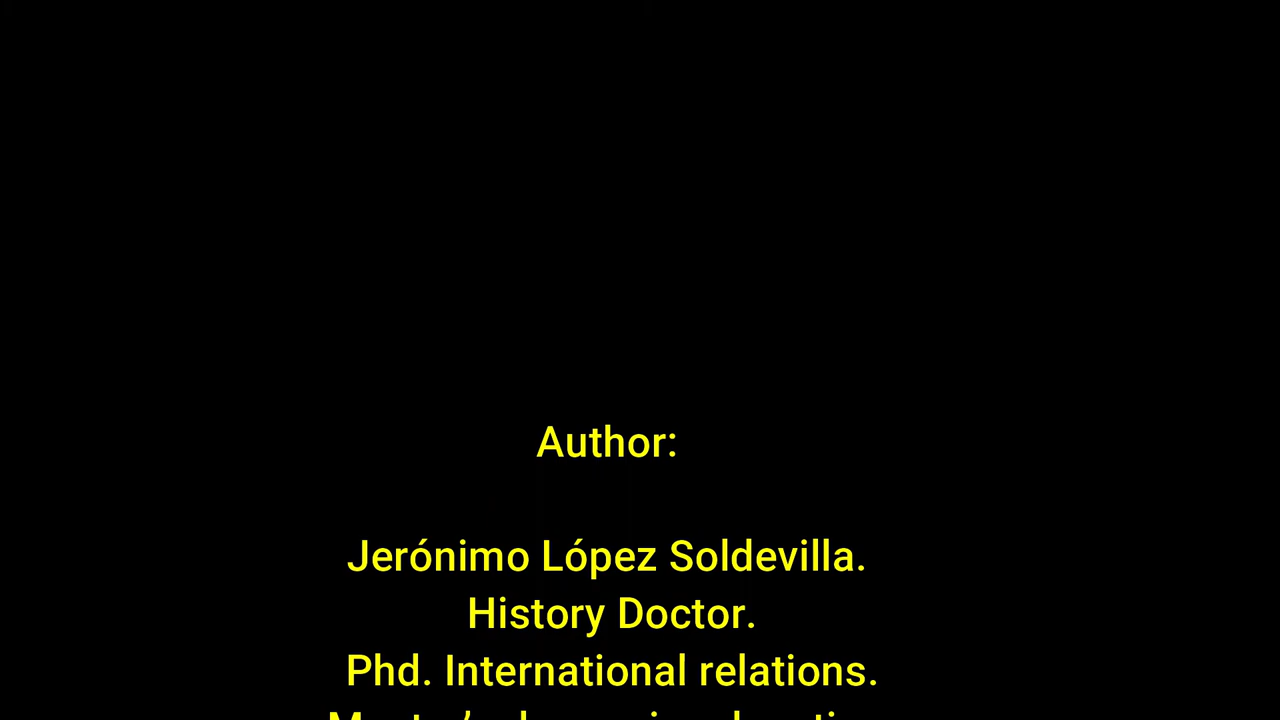 Author:
Jerónimo López Soldevilla.
History Doctor.
Phd. International relations.